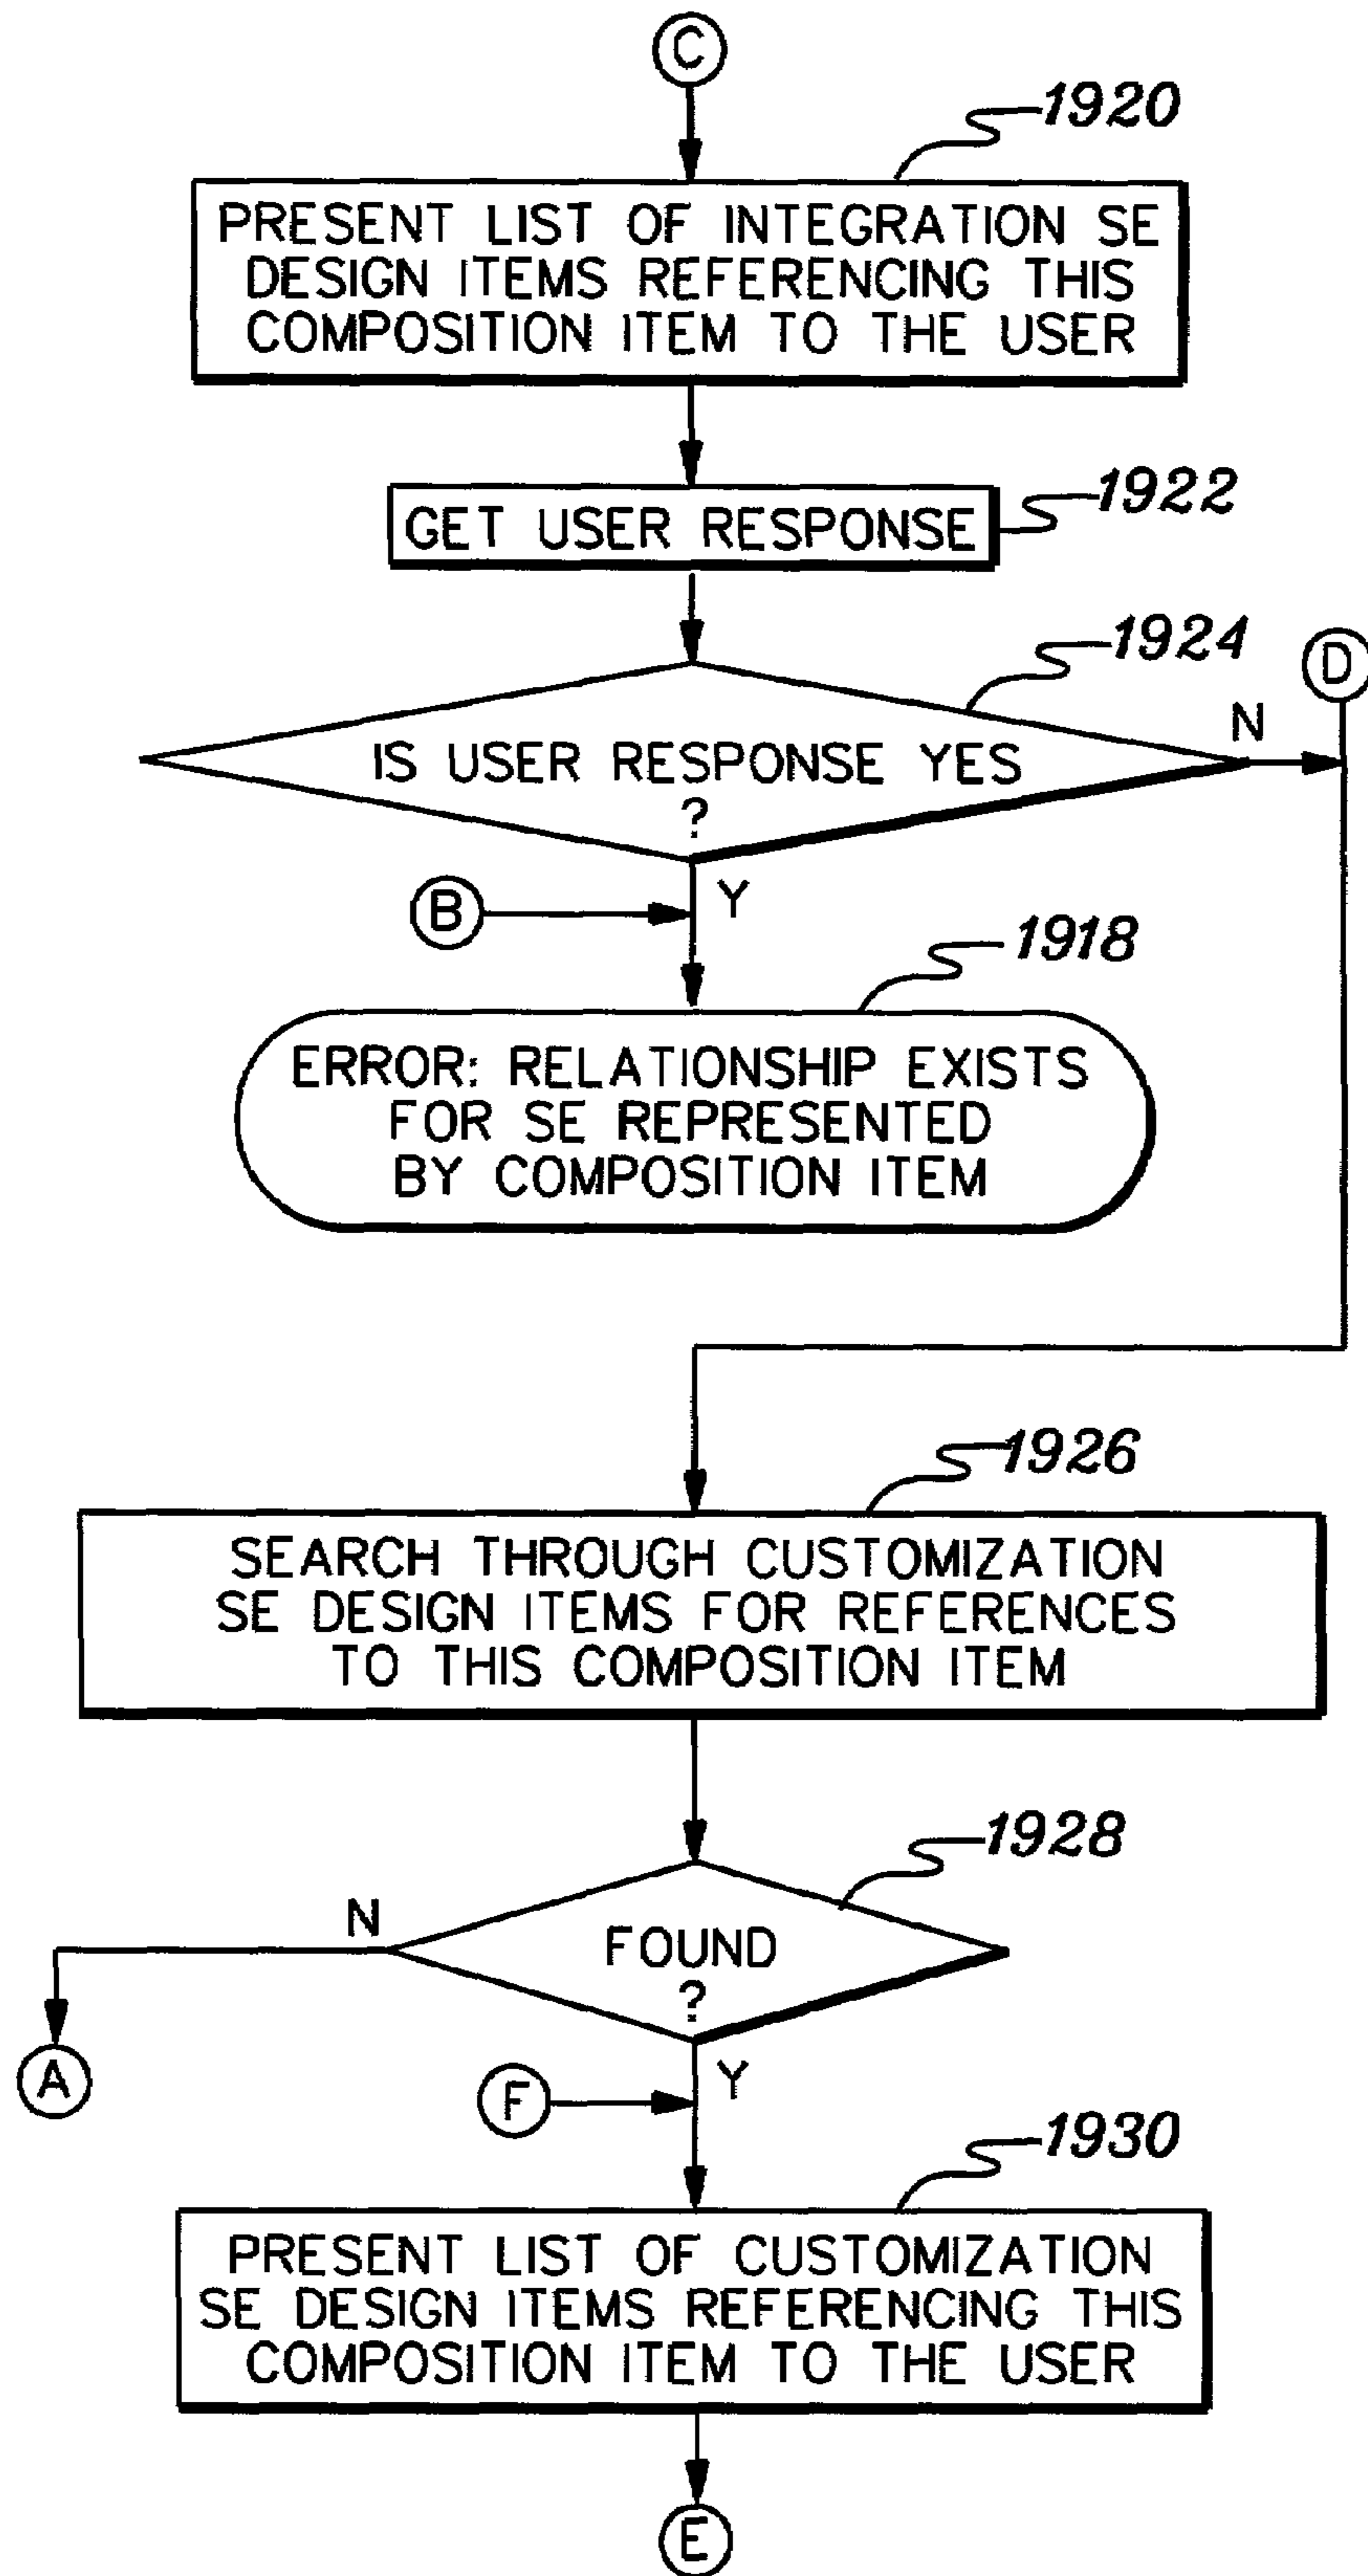 C
1920
PRESENT LIST OF INTEGRATION SE
DESIGN ITEMS REFERENCING THIS
COMPOSITION ITEM TO THE USER
1922
GET USER RESPONSE
1924
D
N
IS USER RESPONSE YES
?
B
Y
1918
ERROR: RELATIONSHIP EXISTS
FOR SE REPRESENTED
BY COMPOSITION ITEM
1926
SEARCH THROUGH CUSTOMIZATION
SE DESIGN ITEMS FOR REFERENCES
TO THIS COMPOSITION ITEM
1928
N
FOUND
?
A
F
Y
1930
PRESENT LIST OF CUSTOMIZATION
SE DESIGN ITEMS REFERENCING THIS
COMPOSITION ITEM TO THE USER
E